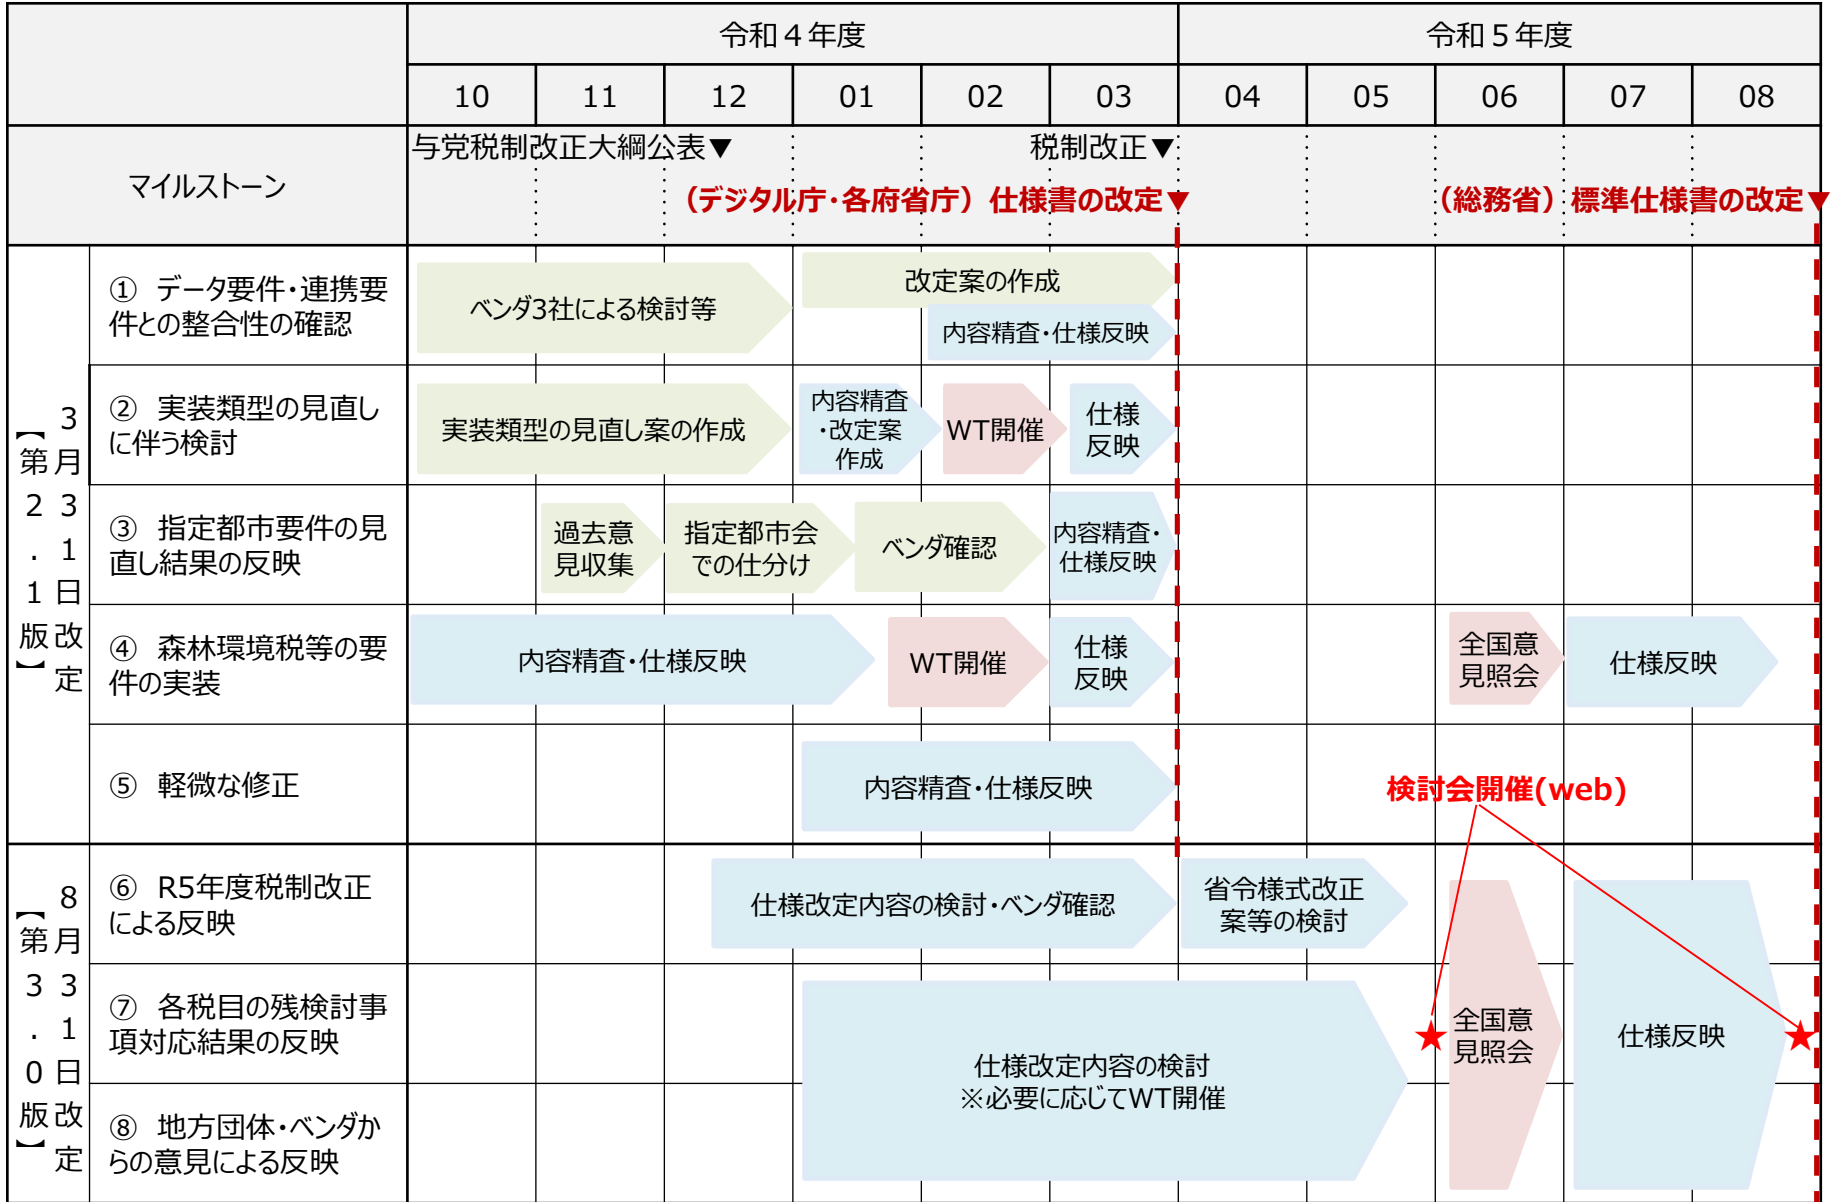 令和４年度
令和５年度
10
11
12
01
02
03
04
05
06
07
08
マイルストーン
与党税制改正大綱公表▼
税制改正▼
（デジタル庁・各府省庁）仕様書の改定▼
（総務省）標準仕様書の改定▼
３月３１日改定
【第２．１版】
① データ要件・連携要
件との整合性の確認
ベンダ3社による検討等
改定案の作成
内容精査・仕様反映
② 実装類型の見直し
に伴う検討
実装類型の見直し案の作成
内容精査
・改定案
作成
WT開催
仕様
反映
③ 指定都市要件の見
直し結果の反映
過去意
見収集
指定都市会
での仕分け
ベンダ確認
内容精査・
仕様反映
④ 森林環境税等の要
件の実装
内容精査・仕様反映
WT開催
仕様
反映
全国意
見照会
仕様反映
⑤ 軽微な修正
内容精査・仕様反映
検討会開催(web)
８月３１日改定
【第３．０版】
⑥ R5年度税制改正
による反映
仕様改定内容の検討・ベンダ確認
省令様式改正
案等の検討
⑦ 各税目の残検討事
項対応結果の反映
仕様改定内容の検討
※必要に応じてWT開催
★
全国意
見照会
仕様反映
★
⑧ 地方団体・ベンダか
らの意見による反映